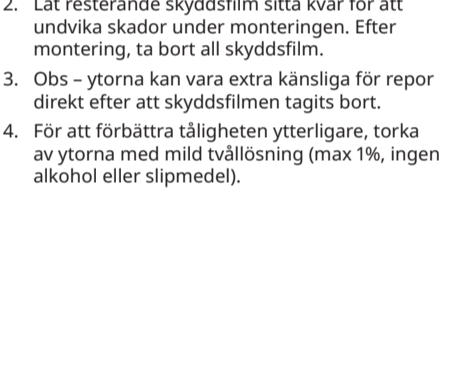 2. Låt resterande skyddsfilm sitta kvar för att
undvika skador under monteringen. Efter
montering, ta bort all skyddsfilm.
3. Obs – ytorna kan vara extra känsliga för repor
direkt efter att skyddsfilmen tagits bort.
4. För att förbättra tåligheten ytterligare, torka
av ytorna med mild tvållösning (max 1%, ingen
alkohol eller slipmedel).